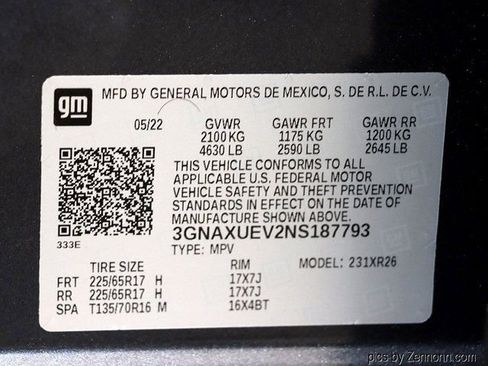 gm MFD BY GENERAL MOTORS DE MEXICO, S. DE R.L. DE C.V.
05/22 GVWR GAWR FRT GAWR RR
2100 KG 1175 KG 1200 KG
4630 LB 2590 LB 2645 LB
THIS VEHICLE CONFORMS TO ALL
APPLICABLE U.S. FEDERAL MOTOR
VEHICLE SAFETY AND THEFT PREVENTION
STANDARDS IN EFFECT ON THE DATE OF
MANUFACTURE SHOWN ABOVE.
333E
3GNAXUEV2NS187793
TYPE: MPV
TIRE SIZE RIM MODEL: 231XR26
FRT 225/65R17 H 17X7J
RR 225/65R17 H 17X7J
SPA T135/70R16 M 16X4BT
pics by Zennorin.com